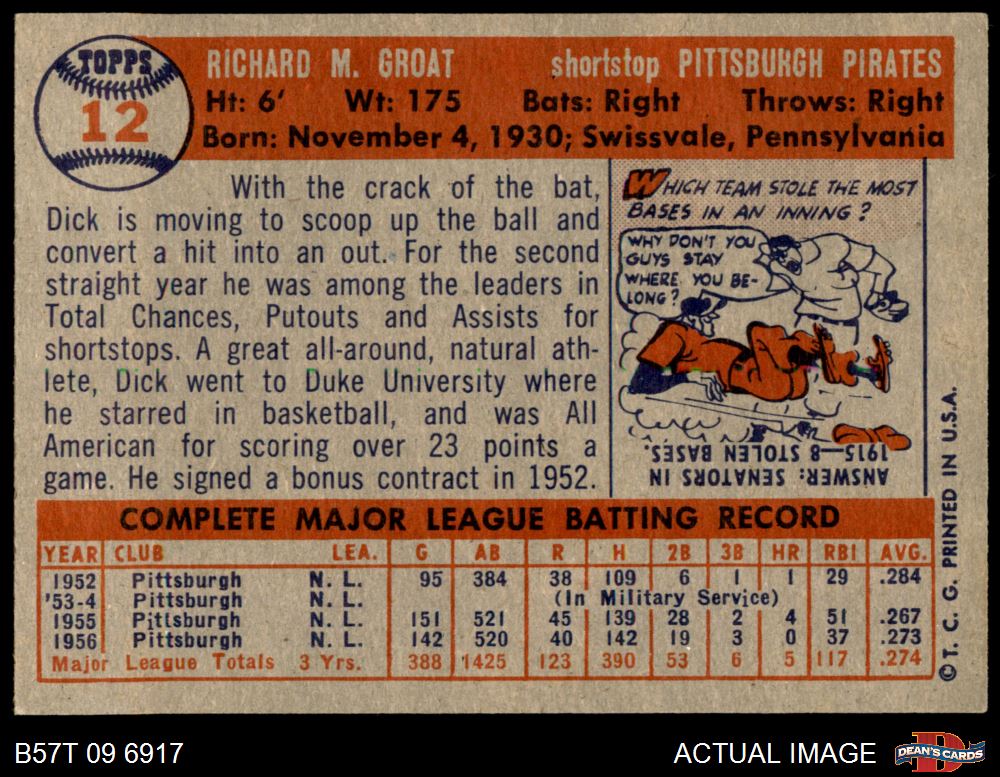 TOPPS
12
RICHARD M. GROAT shortstop PITTSBURGH PIRATES
Ht: 6' Wt: 175 Bats: Right Throws: Right
Born: November 4, 1930; Swissvale, Pennsylvania
With the crack of the bat,
Dick is moving to scoop up the ball and
convert a hit into an out. For the second
straight year he was among the leaders in
Total Chances, Putouts and Assists for
shortstops. A great all-around, natural ath-
lete, Dick went to Duke University where
he starred in basketball, and was All
American for scoring over 23 points a
game. He signed a bonus contract in 1952.
WHICH TEAM STOLE THE MOST
BASES IN AN INNING?
WHY DON'T YOU
GUYS STAY
WHERE YOU BE-
LONG?
ANSWER: SENATORS IN
1915—8 STOLEN BASES.
COMPLETE MAJOR LEAGUE BATTING RECORD
YEAR CLUB LEA. G AB R H 2B 3B HR RBI AVG.
1952 Pittsburgh N. L. 95 384 38 109 6 1 1 29 .284
'53-4 Pittsburgh N. L. (In Military Service)
1955 Pittsburgh N. L. 151 521 45 139 28 2 4 51 .267
1956 Pittsburgh N. L. 142 520 40 142 19 3 0 37 .273
Major League Totals 3 Yrs. 388 1425 123 390 53 6 5 117 .274
© T. C. G. PRINTED IN U.S.A.
B57T 09 6917
ACTUAL IMAGE
D
DEAN'S CARDS